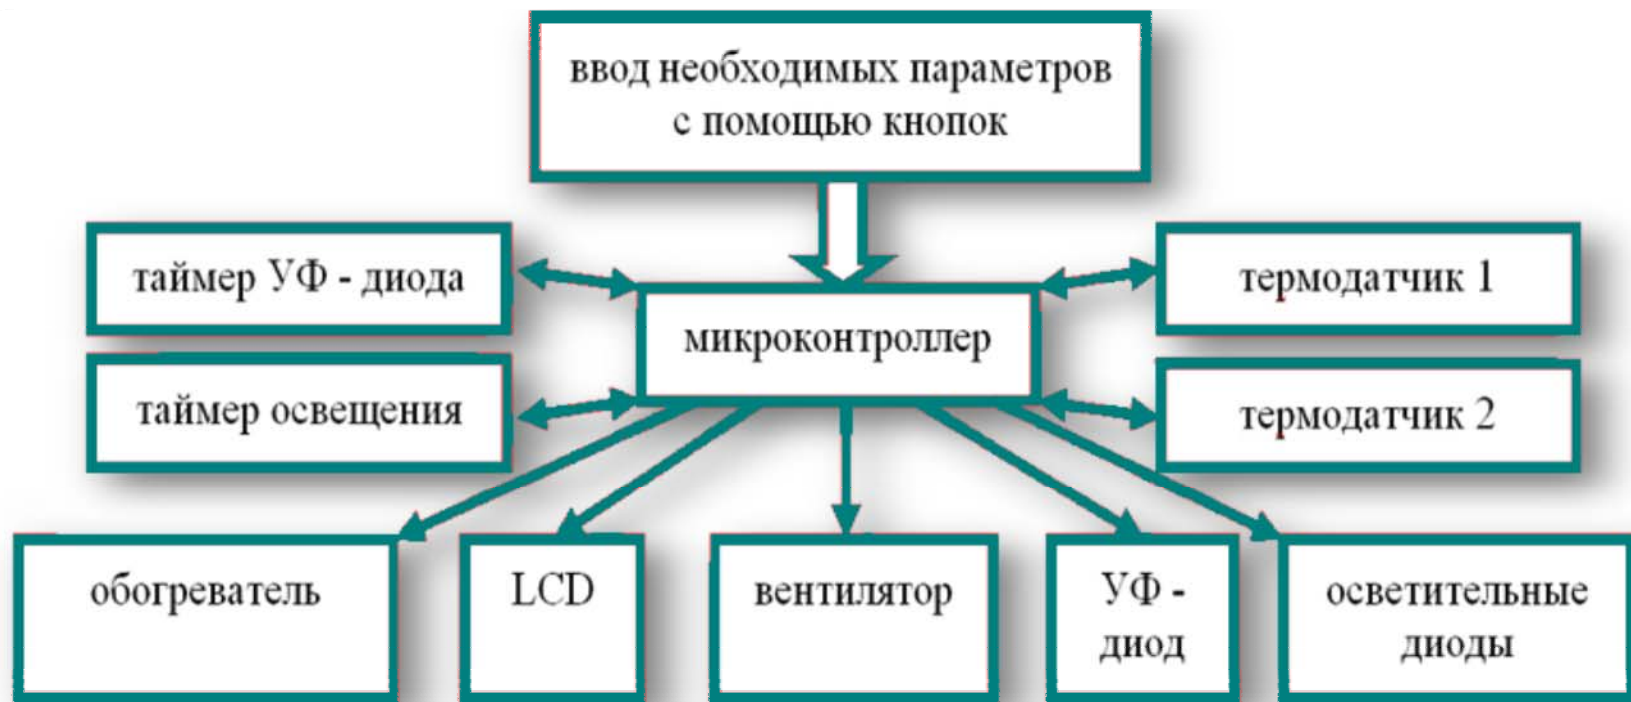 ввод необходимых параметров
с помощью кнопок
таймер УФ - диода
термодатчик 1
микроконтроллер
таймер освещения
термодатчик 2
обогреватель
LCD
вентилятор
УФ -
диод
осветительные
диоды